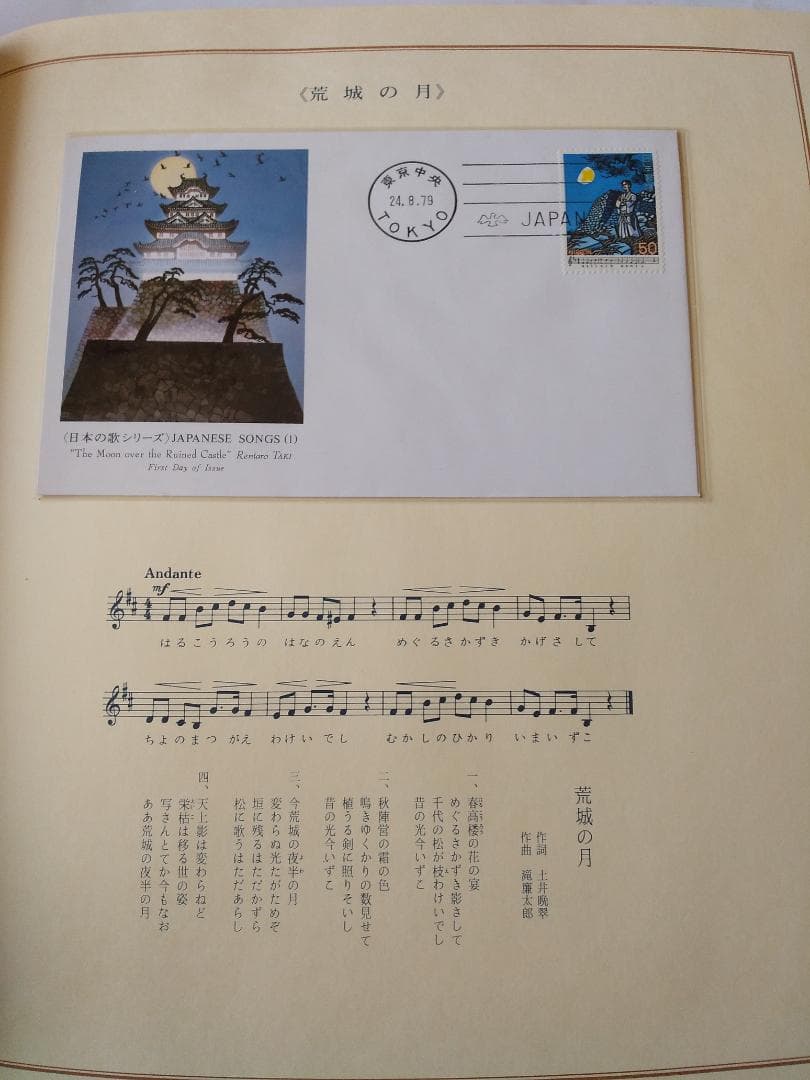 《荒城の月》
東京中央
24.8.79
TOKYO
JAPAN
50
〈日本の歌シリーズ〉JAPANESE SONGS (1)
"The Moon over the Ruined Castle" Rentaro TAKI
First Day of Issue
Andante
mf
はるこうろうの はなのえん めぐるさかずき かげさして
ちよのまつ がえ わけいでし むかしのひかり いまいずこ
荒城の月
作詞 土井晩翠
作曲 滝廉太郎
一、春高楼の花の宴
めぐるさかずき影さして
千代の松が枝わけいでし
昔の光今いずこ
二、秋陣営の霜の色
鳴きゆくかりの数見せて
植うる剣に照りそいし
昔の光今いずこ
三、今荒城の夜半の月
変わらぬ光たがためぞ
垣に残るはただかずら
松に歌うはただあらし
四、天上影は変わらねど
栄枯は移る世の姿
写さんとてか今もなお
ああ荒城の夜半の月